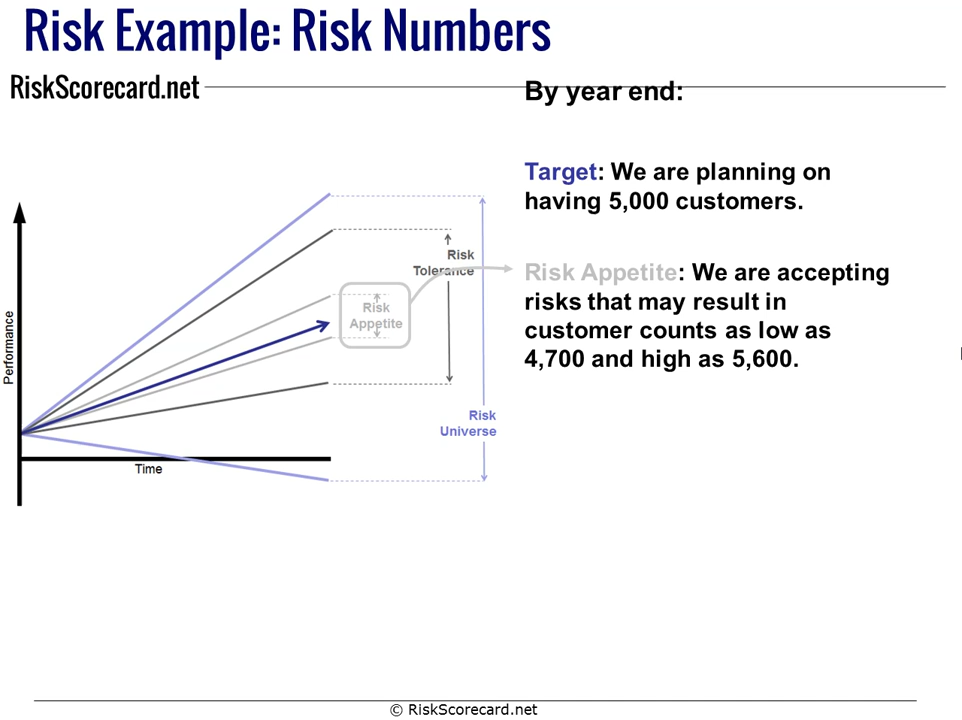 Risk Example: Risk Numbers
RiskScorecard.net
By year end:
Target: We are planning on
having 5,000 customers.
Risk Appetite: We are accepting
risks that may result in
customer counts as low as
4,700 and high as 5,600.
Performance
Time
Risk
Appetite
Risk
Tolerance
Risk
Universe
© RiskScorecard.net